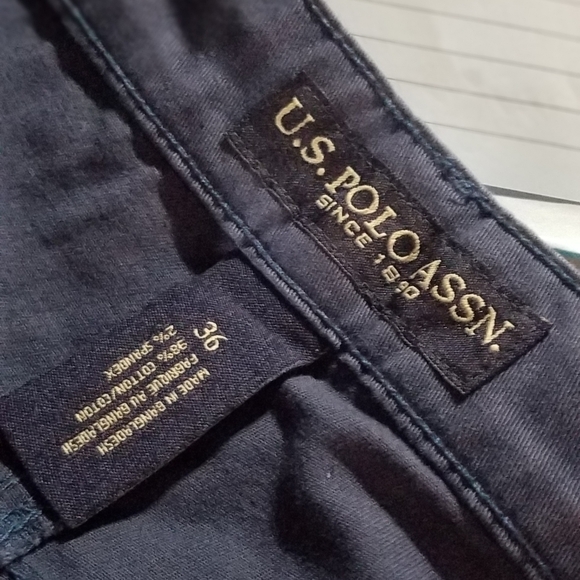 U.S. POLO ASSN.
SINCE 1890
36
98% COTTON/COTON
2% SPANDEX
MADE IN BANGLADESH
FABRIQUE AU BANGLADESH